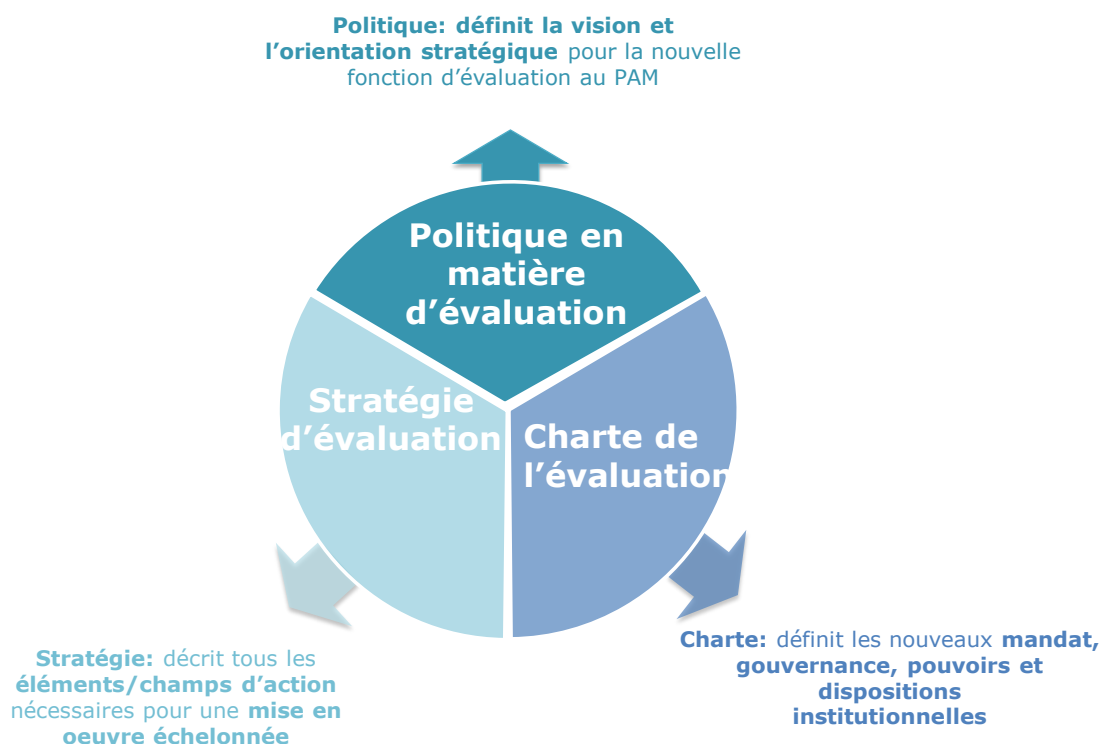 Politique: définit la vision et
l’orientation stratégique pour la nouvelle
fonction d’évaluation au PAM
Politique en
matière
d’évaluation
Stratégie
d’évaluation
Charte de
l’évaluation
Charte: définit les nouveaux mandat,
gouvernance, pouvoirs et
dispositions
institutionnelles
Stratégie: décrit tous les
éléments/champs d’action
nécessaires pour une mise en
oeuvre échelonnée